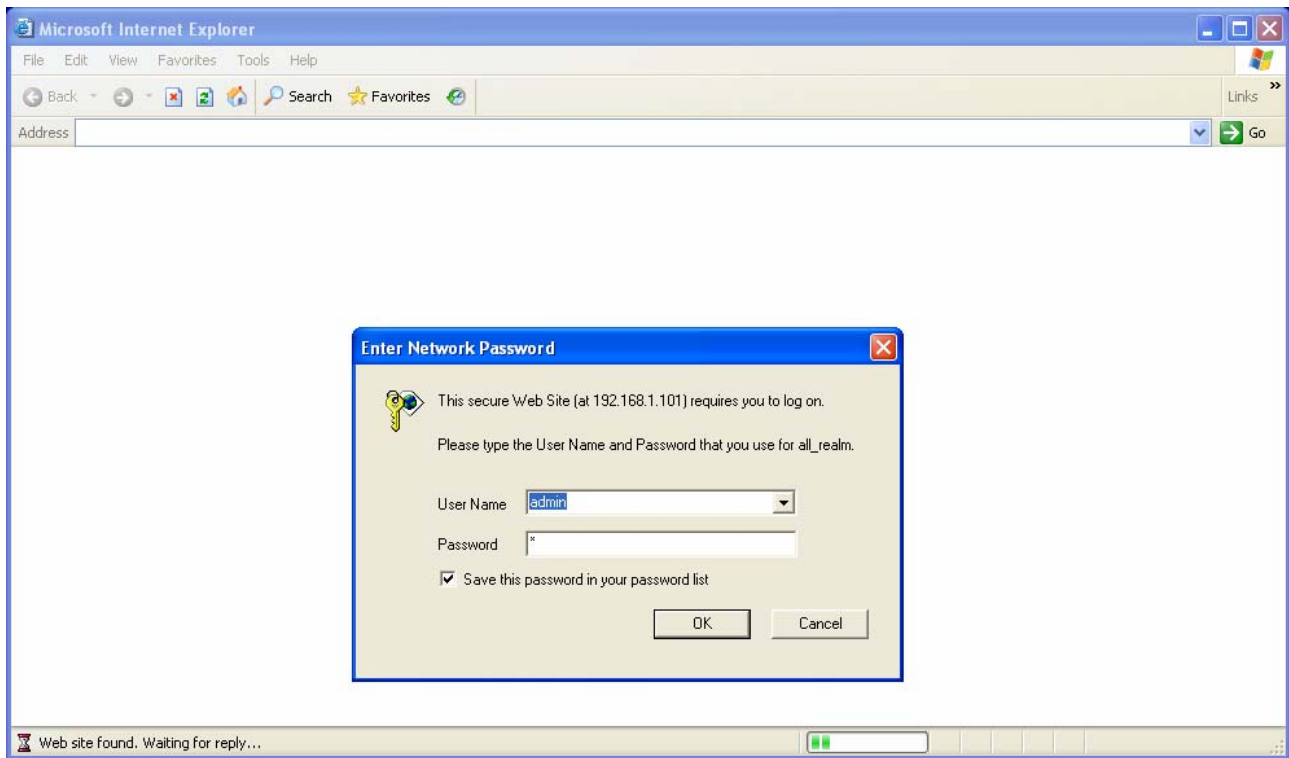 Microsoft Internet Explorer
File Edit View Favorites Tools Help
Back Search Favorites Links »
Address Go
Enter Network Password
This secure Web Site (at 192.168.1.101) requires you to log on.
Please type the User Name and Password that you use for all_realm.
User Name admin
Password *
Save this password in your password list
OK Cancel
Web site found. Waiting for reply...